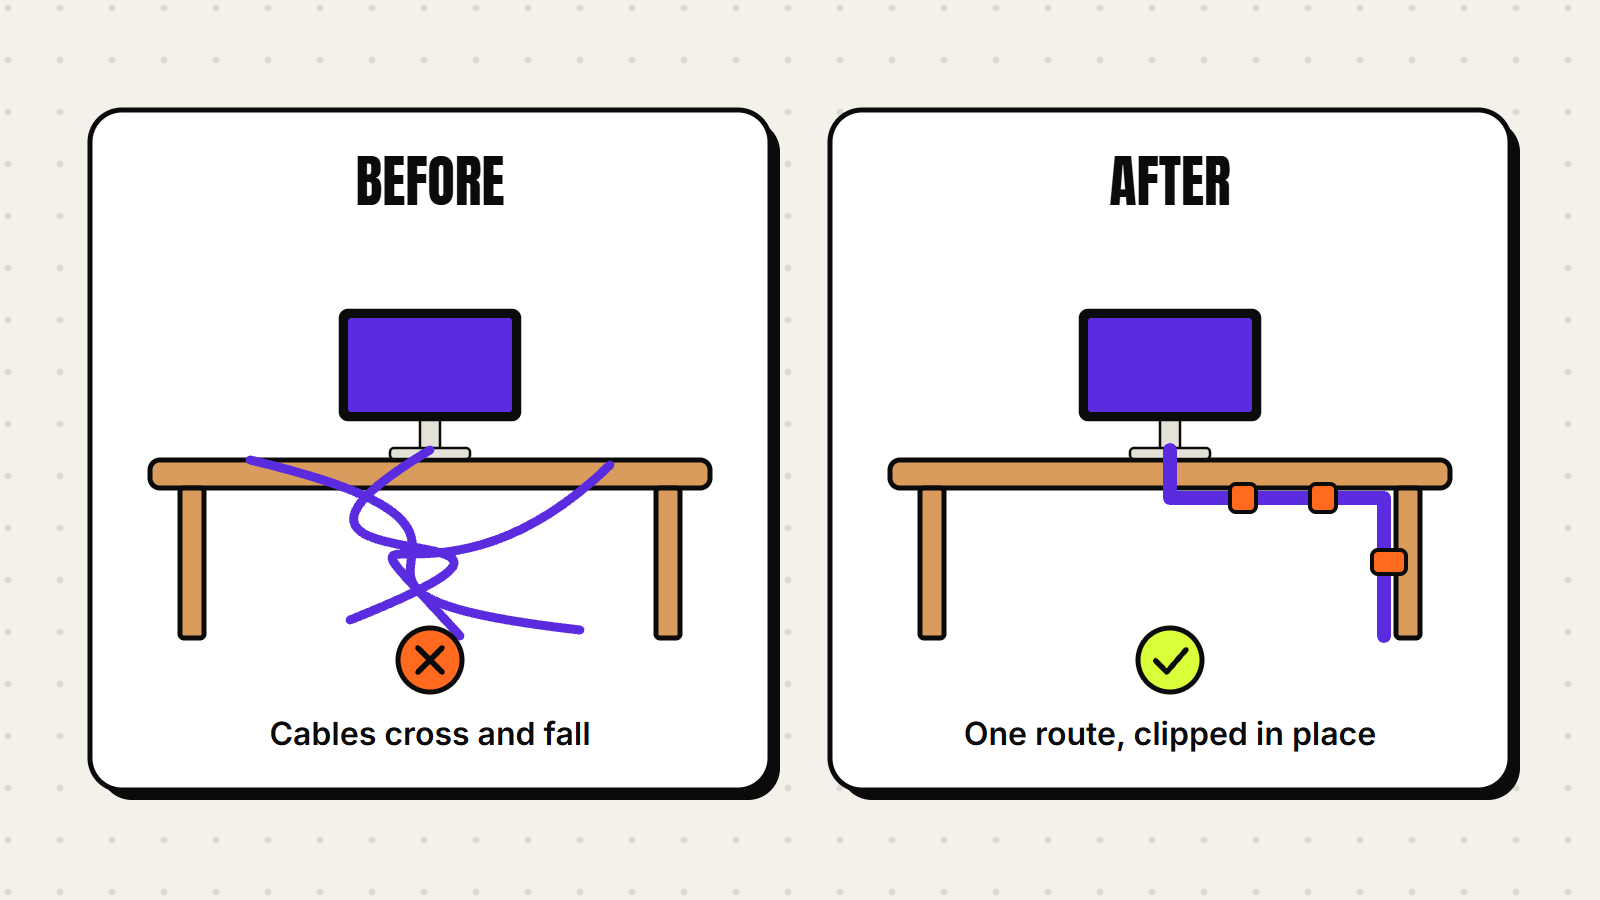 BEFORE
AFTER
Cables cross and fall
One route, clipped in place